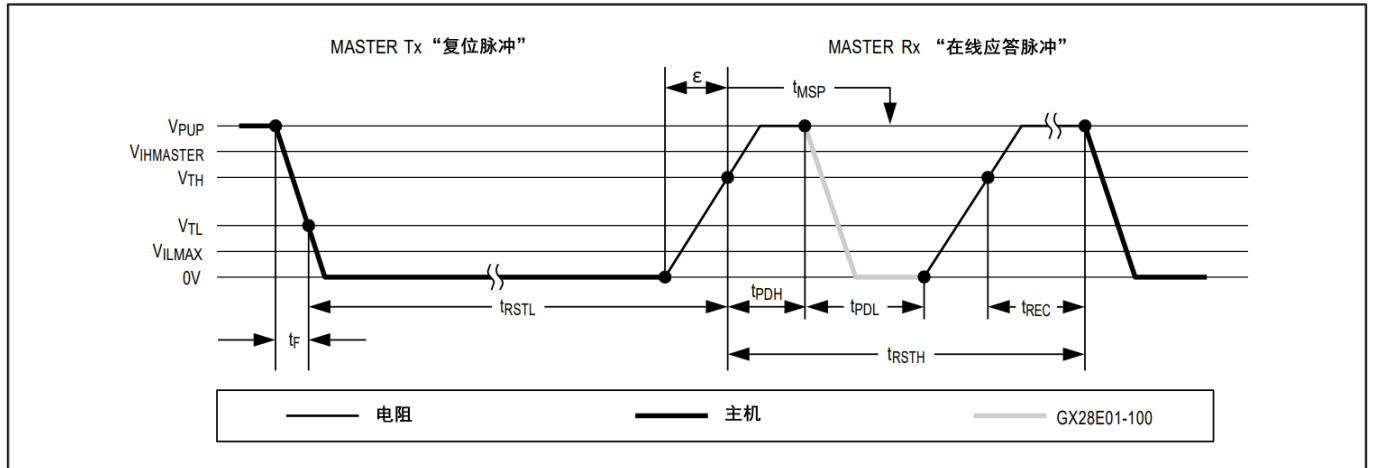 MASTER Tx “复位脉冲” MASTER Rx “在线应答脉冲”
ε
tMSP
VPUP
VIHMASTER
VTH
VTL
VILMAX
0V
tRSTL
tPDH
tPDL
tREC
tF
tRSTH
电阻 主机 GX28E01-100